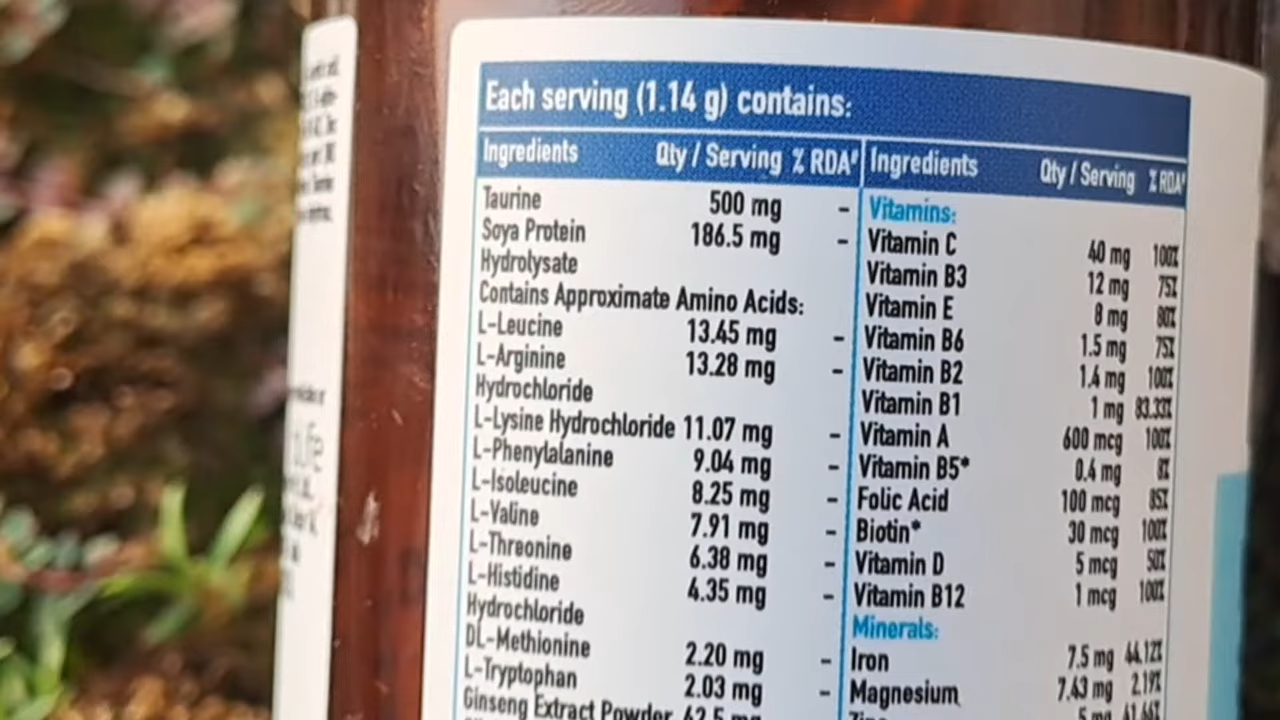 Each serving (1.14 g) contains:
Ingredients Qty / Serving % RDA# Ingredients Qty / Serving % RDA#
Taurine 500 mg - Vitamins:
Soya Protein 186.5 mg - Vitamin C 40 mg 100%
Hydrolysate Vitamin B3 12 mg 75%
Contains Approximate Amino Acids: Vitamin E 8 mg 80%
L-Leucine 13.45 mg - Vitamin B6 1.5 mg 75%
L-Arginine 13.28 mg - Vitamin B2 1.4 mg 100%
Hydrochloride Vitamin B1 1 mg 83.33%
L-Lysine Hydrochloride 11.07 mg - Vitamin A 600 mcg 100%
L-Phenylalanine 9.04 mg - Vitamin B5* 0.4 mg 8%
L-Isoleucine 8.25 mg - Folic Acid 100 mcg 85%
L-Valine 7.91 mg - Biotin* 30 mcg 100%
L-Threonine 6.38 mg - Vitamin D 5 mcg 50%
L-Histidine 4.35 mg - Vitamin B12 1 mcg 100%
Hydrochloride Minerals:
DL-Methionine 2.20 mg - Iron 7.5 mg 44.12%
L-Tryptophan 2.03 mg - Magnesium 7.43 mg 2.19%
Ginseng Extract Powder 42.5 mg 5 mg